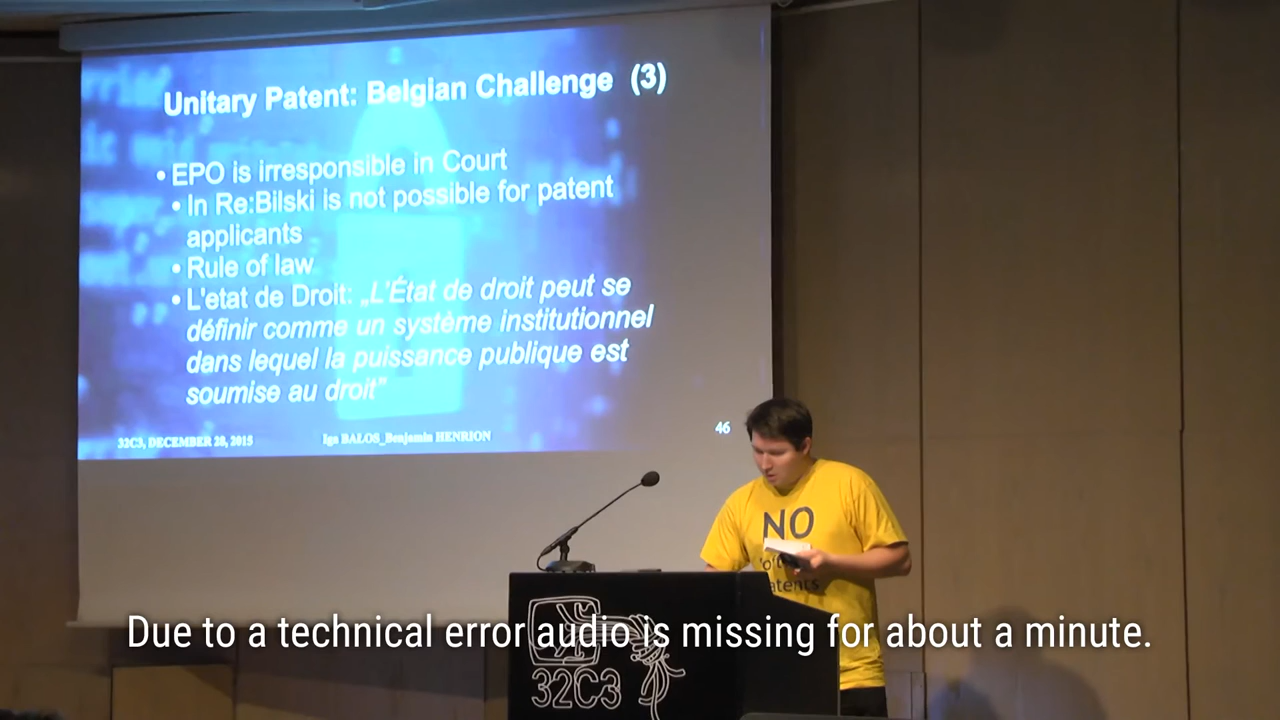 Unitary Patent: Belgian Challenge (3)
• EPO is irresponsible in Court
• In Re:Bilski is not possible for patent
applicants
• Rule of law
• L'etat de Droit: „L'État de droit peut se
définir comme un système institutionnel
dans lequel la puissance publique est
soumise au droit"
32C3, DECEMBER 28, 2015
Iga BAŁOS_Benjamin HENRION
46
NO
Due to a technical error audio is missing for about a minute.
32C3